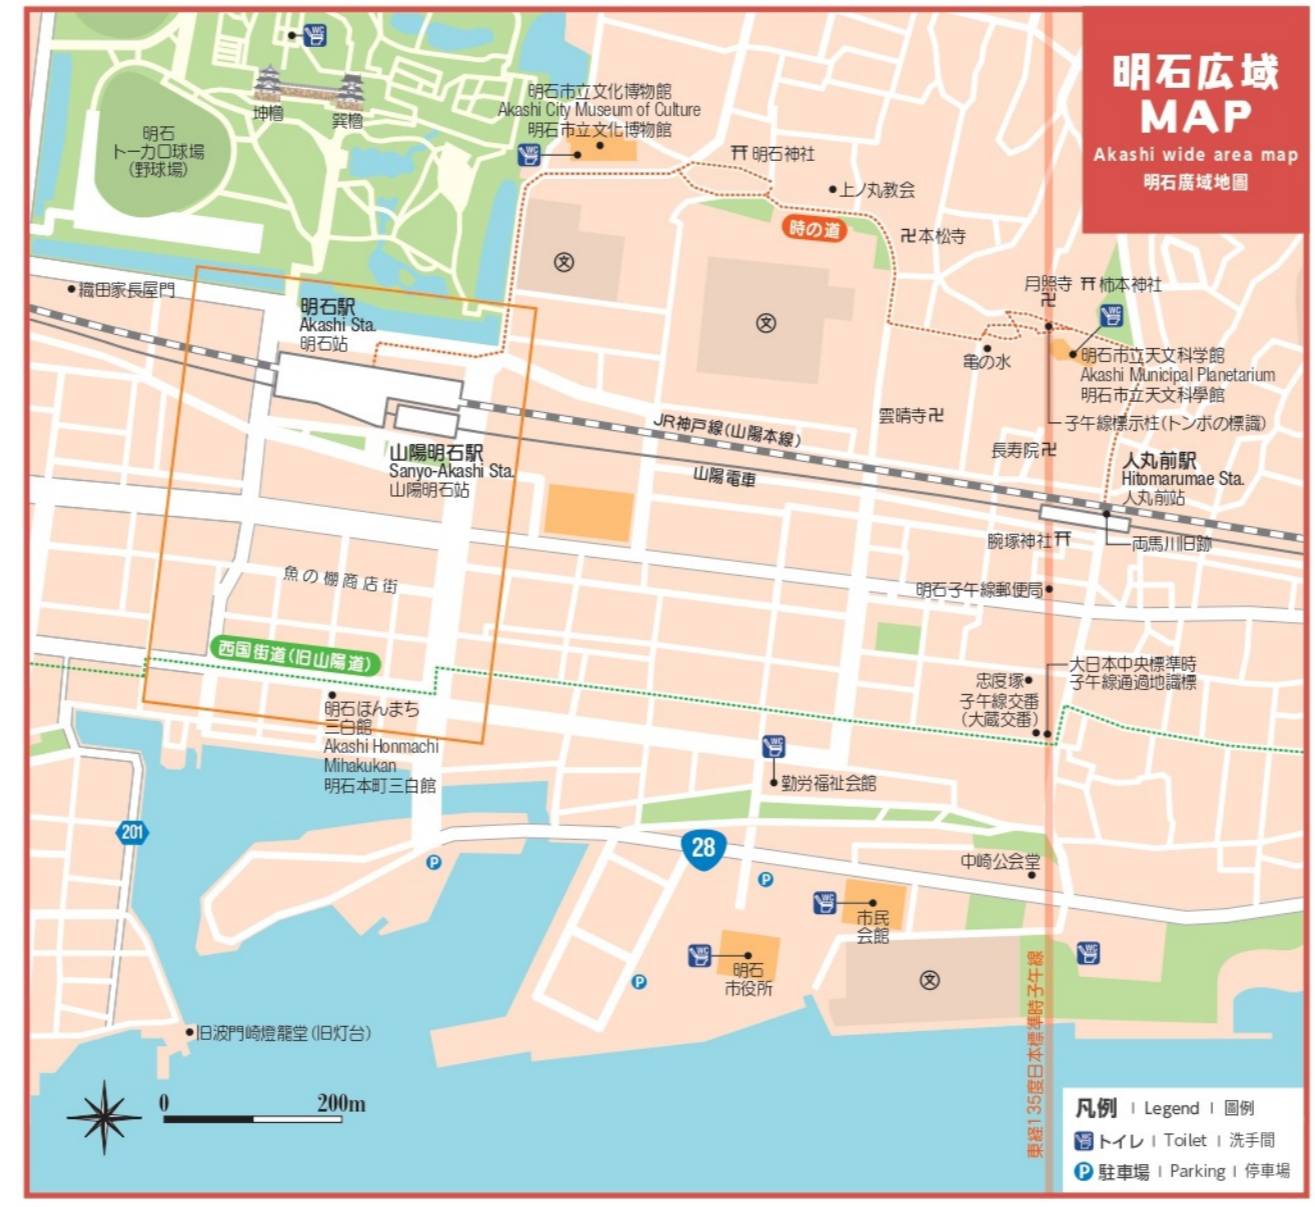 明石広域
MAP
Akashi wide area map
明石廣域地圖
WC
坤櫓
巽櫓
明石
トーカロ球場
(野球場)
明石市立文化博物館
Akashi City Museum of Culture
明石市立文化博物館
WC
明石神社
上ノ丸教会
時の道
卍本松寺
文
文
織田家長屋門
明石駅
Akashi Sta.
明石站
月照寺
卍
柿本神社
WC
亀の水
明石市立天文科学館
Akashi Municipal Planetarium
明石市立天文科學館
子午線標示柱(トンボの標識)
雲晴寺卍
長寿院卍
JR神戸線(山陽本線)
山陽電車
山陽明石駅
Sanyo-Akashi Sta.
山陽明石站
人丸前駅
Hitomarumae Sta.
人丸前站
両馬川旧跡
腕塚神社
明石子午線郵便局
魚の棚商店街
西国街道(旧山陽道)
大日本中央標準時
子午線通過地識標
忠度塚
子午線交番
(大蔵交番)
明石ほんまち
三白館
Akashi Honmachi
Mihakukan
明石本町三白館
WC
勤労福祉会館
201
28
P
P
中崎公会堂
WC
市民
会館
WC
明石
市役所
P
文
WC
東経135度日本標準時子午線
旧波門崎燈籠堂(旧灯台)
0 200m
凡例 | Legend | 圖例
WC トイレ | Toilet | 洗手間
P 駐車場 | Parking | 停車場